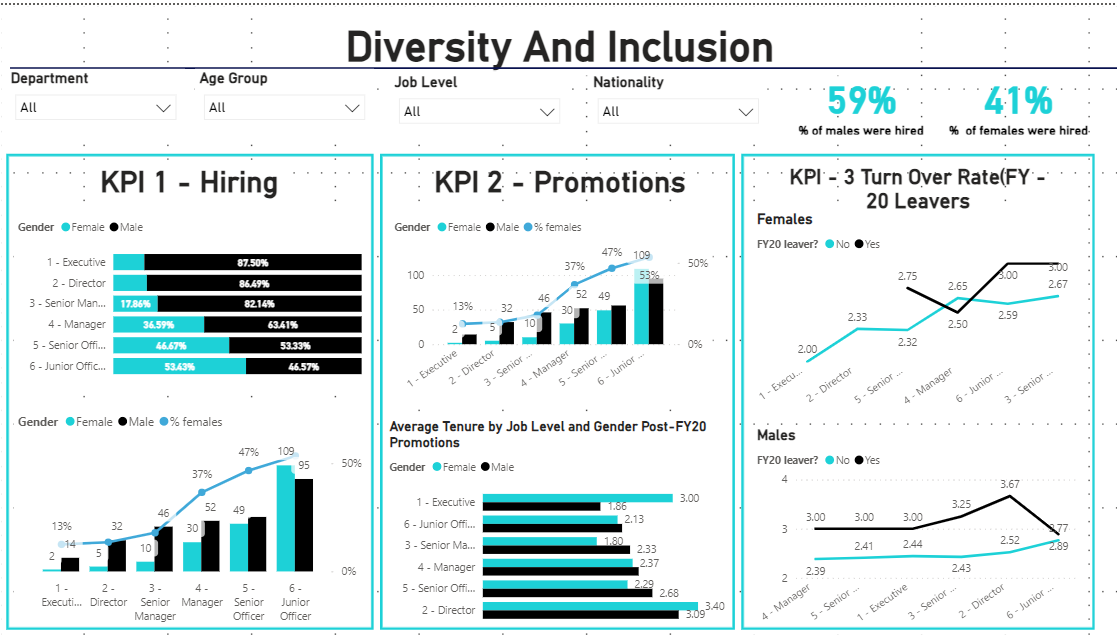 Diversity And Inclusion
Department
Age Group
Job Level
Nationality
All
All
All
All
59%
% of males were hired
41%
% of females were hired
KPI 1 - Hiring
Gender Female Male
1 - Executive 87.50%
2 - Director 86.49%
3 - Senior Man... 17.86% 82.14%
4 - Manager 36.59% 63.41%
5 - Senior Offi... 46.67% 53.33%
6 - Junior Offic... 53.43% 46.57%
Gender Female Male % females
13% 37% 47%
2 14 5 32 10 46 30 52 49 109 95
50%
0%
1 - Executi...
2 - Director
3 - Senior Manager
4 - Manager
5 - Senior Officer
6 - Junior Officer
KPI 2 - Promotions
Gender Female Male % females
100
50
0
13% 37% 47% 53%
2 5 32 10 46 30 52 49 109
50%
0%
1 - Executive
2 - Director
3 - Senior ...
4 - Manager
5 - Senior ...
6 - Junior ...
Average Tenure by Job Level and Gender Post-FY20
Promotions
Gender Female Male
1 - Executive 3.00 1.86
6 - Junior Offi... 2.13
3 - Senior Ma... 1.80 2.33
4 - Manager 2.37
5 - Senior Offi... 2.29 2.68
2 - Director 3.40 3.09
KPI - 3 Turn Over Rate(FY -
20 Leavers
Females
FY20 leaver? No Yes
2.00 2.33 2.32 2.65 2.59 2.67
2.75 2.50 3.00 3.00
1 - Execu...
2 - Director
5 - Senior ...
4 - Manager
6 - Junior ...
3 - Senior ...
Males
FY20 leaver? No Yes
4
3
2
3.00 3.00 3.00 3.25 3.67 2.89
2.39 2.41 2.44 2.43 2.52 2.77
4 - Manager
5 - Senior ...
1 - Executive
3 - Senior ...
2 - Director
6 - Junior ...